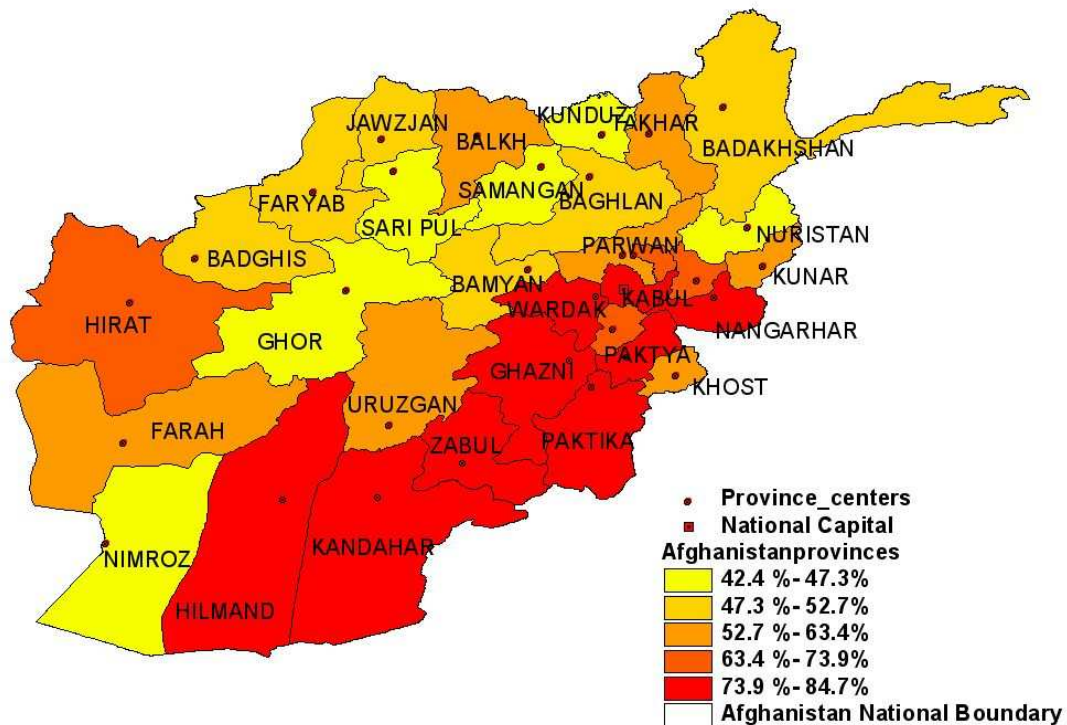 KUNDUZ
TAKHAR
JAWZJAN
BALKH
BADAKHSHAN
SAMANGAN
FARYAB
BAGHLAN
SARI PUL
NURISTAN
PARWAN
BADGHIS
KUNAR
BAMYAN
WARDAK
KABUL
HIRAT
NANGARHAR
GHOR
PAKTYA
GHAZNI
KHOST
URUZGAN
FARAH
ZABUL
PAKTIKA
Province_centers
National Capital
KANDAHAR
Afghanistanprovinces
NIMROZ
42.4 %- 47.3%
HILMAND
47.3 %- 52.7%
52.7 %- 63.4%
63.4 %- 73.9%
73.9 %- 84.7%
Afghanistan National Boundary